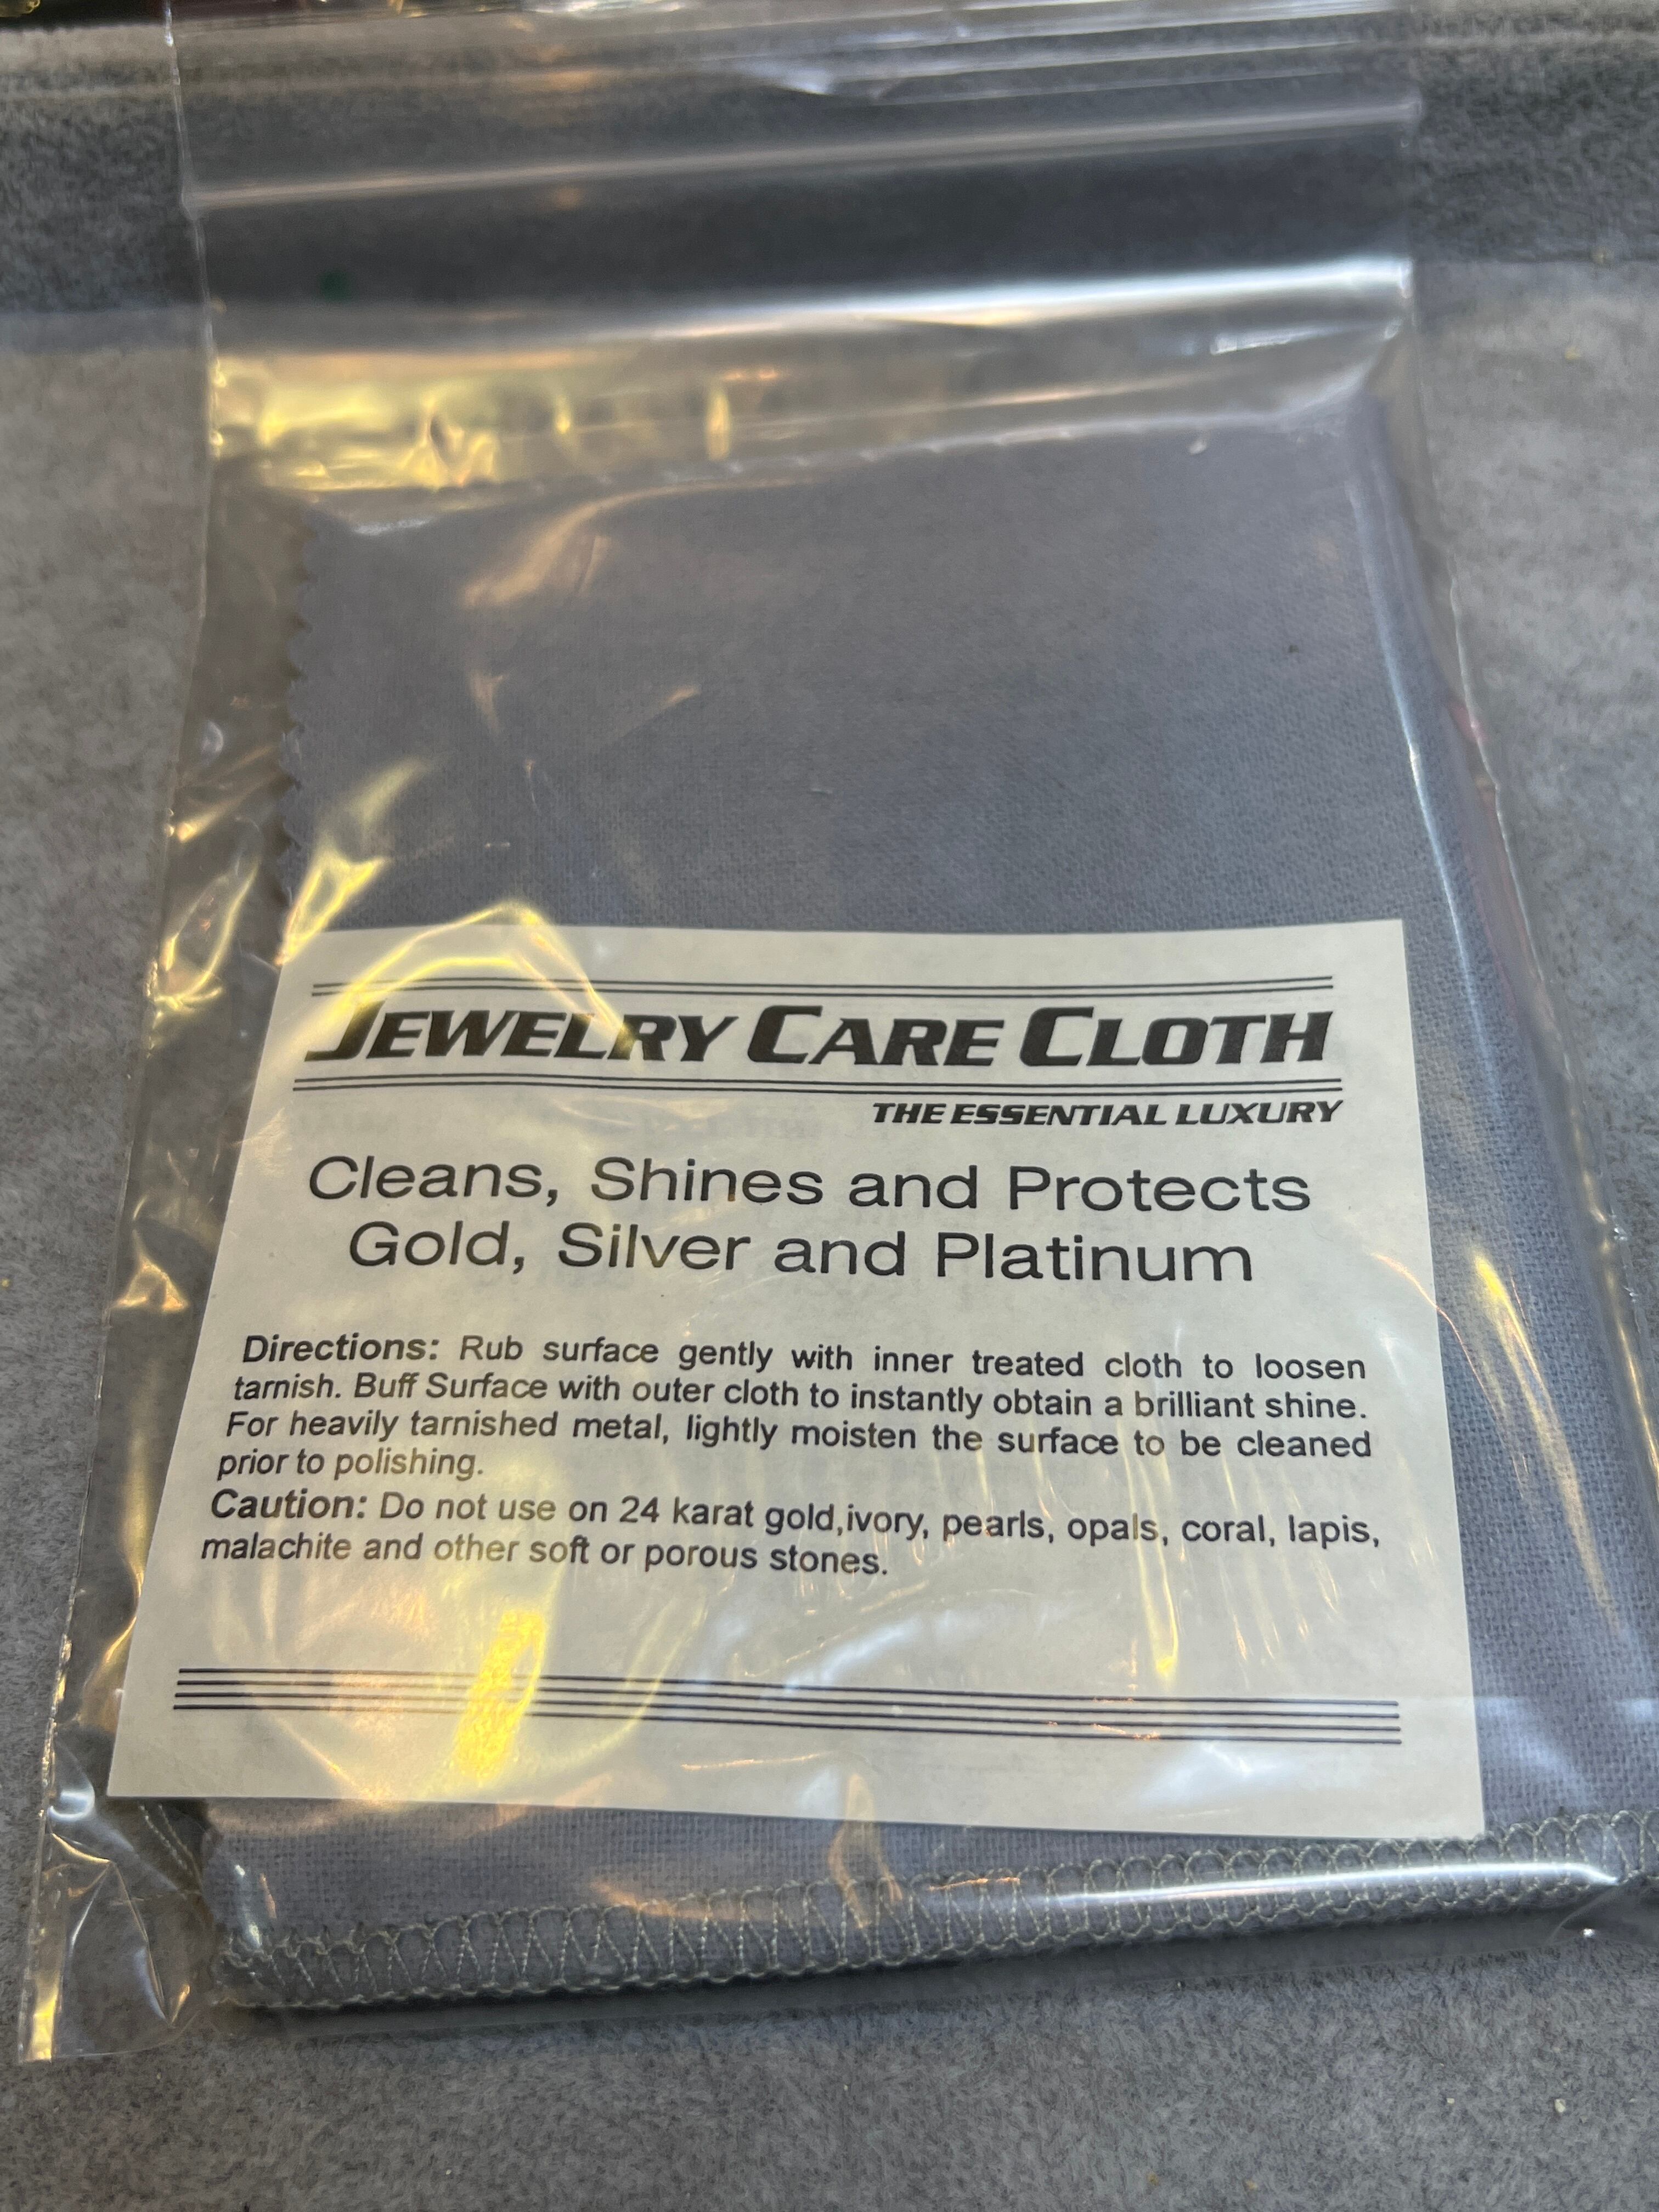 JEWELRY CARE CLOTH
THE ESSENTIAL LUXURY
Cleans, Shines and Protects
Gold, Silver and Platinum
Directions: Rub surface gently with inner treated cloth to loosen
tarnish. Buff Surface with outer cloth to instantly obtain a brilliant shine.
For heavily tarnished metal, lightly moisten the surface to be cleaned
prior to polishing.
Caution: Do not use on 24 karat gold,ivory, pearls, opals, coral, lapis,
malachite and other soft or porous stones.